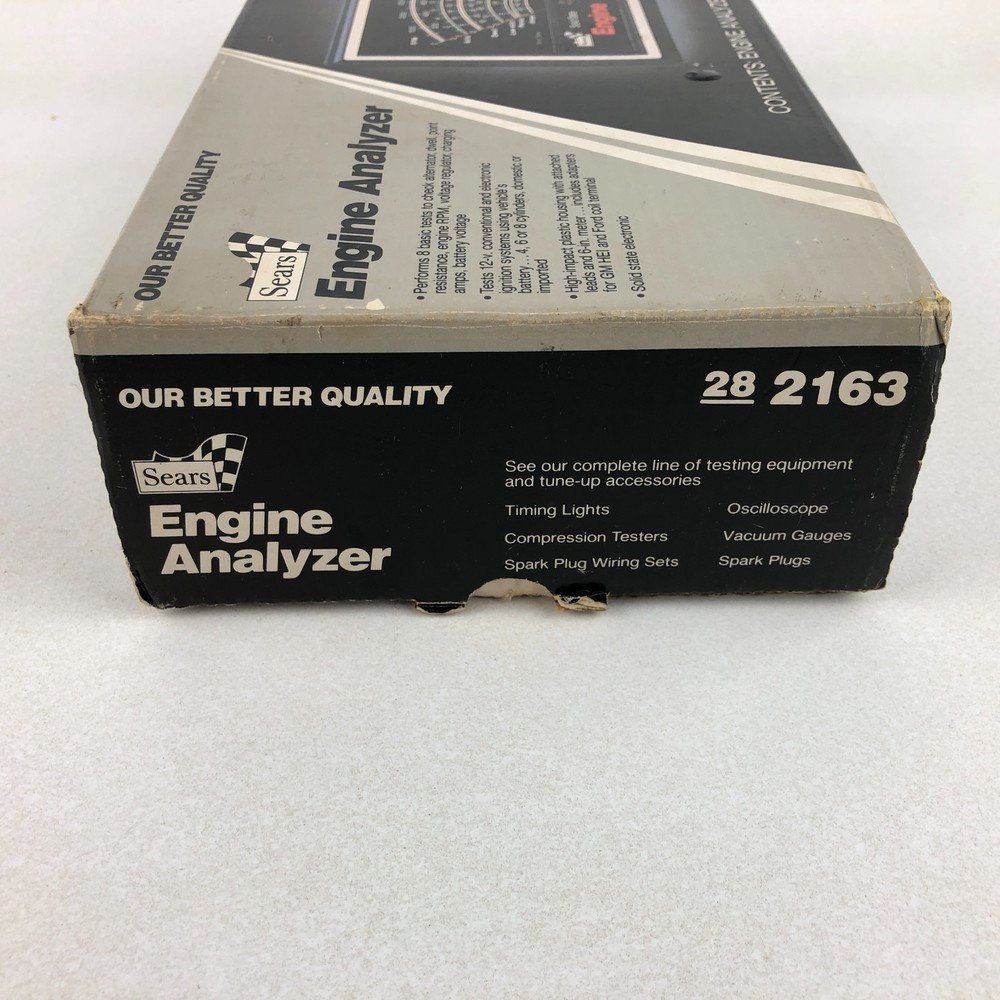 Engine
CONTENTS: ENGINE ANALYZE
OUR BETTER QUALITY
Sears
Engine Analyzer
• Performs 8 basic tests to check alternator, dwell, point
resistance, engine RPM, voltage regulator, charging
amps, battery voltage
• Tests 12-v. conventional and electronic
ignition systems using vehicle's
battery... 4, 6 or 8 cylinders, domestic or
imported
• High-impact plastic housing with attached
leads and 6-in. meter... includes adapters
for GM HEI and Ford coil terminal
• Solid state electronic
OUR BETTER QUALITY
28 2163
Sears
Engine
Analyzer
See our complete line of testing equipment
and tune-up accessories
Timing Lights
Oscilloscope
Compression Testers
Vacuum Gauges
Spark Plug Wiring Sets
Spark Plugs